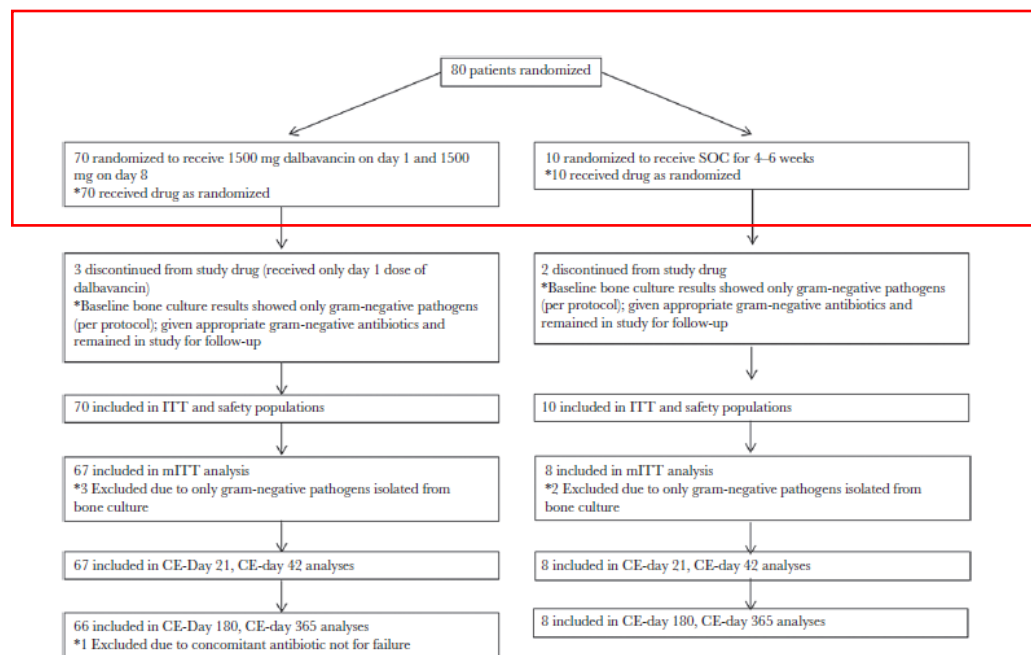 80 patients randomized
70 randomized to receive 1500 mg dalbavancin on day 1 and 1500
mg on day 8
*70 received drug as randomized
10 randomized to receive SOC for 4–6 weeks
*10 received drug as randomized
3 discontinued from study drug (received only day 1 dose of
dalbavancin)
*Baseline bone culture results showed only gram-negative pathogens
(per protocol); given appropriate gram-negative antibiotics and
remained in study for follow-up
2 discontinued from study drug
*Baseline bone culture results showed only gram-negative pathogens
(per protocol); given appropriate gram-negative antibiotics and
remained in study for follow-up
70 included in ITT and safety populations
10 included in ITT and safety populations
67 included in mITT analysis
*3 Excluded due to only gram-negative pathogens isolated from
bone culture
8 included in mITT analysis
*2 Excluded due to only gram-negative pathogens isolated from
bone culture
67 included in CE-Day 21, CE-day 42 analyses
8 included in CE-day 21, CE-day 42 analyses
66 included in CE-Day 180, CE-day 365 analyses
*1 Excluded due to concomitant antibiotic not for failure
8 included in CE-day 180, CE-day 365 analyses